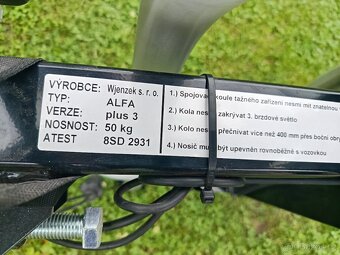 VÝROBCE: Wjenzek s. r. o.
TYP: ALFA
VERZE: plus 3
NOSNOST: 50 kg
ATEST 8SD 2931
1.) Spojovací koule tažného zařízení nesmí mít znatelnou
2.) Kola nesmí zakrývat 3. brzdové světlo
3.) Kolo nesmí přečnívat více než 400 mm přes boční
4.) Nosič musí být upevněn rovnoběžně s vozovkou